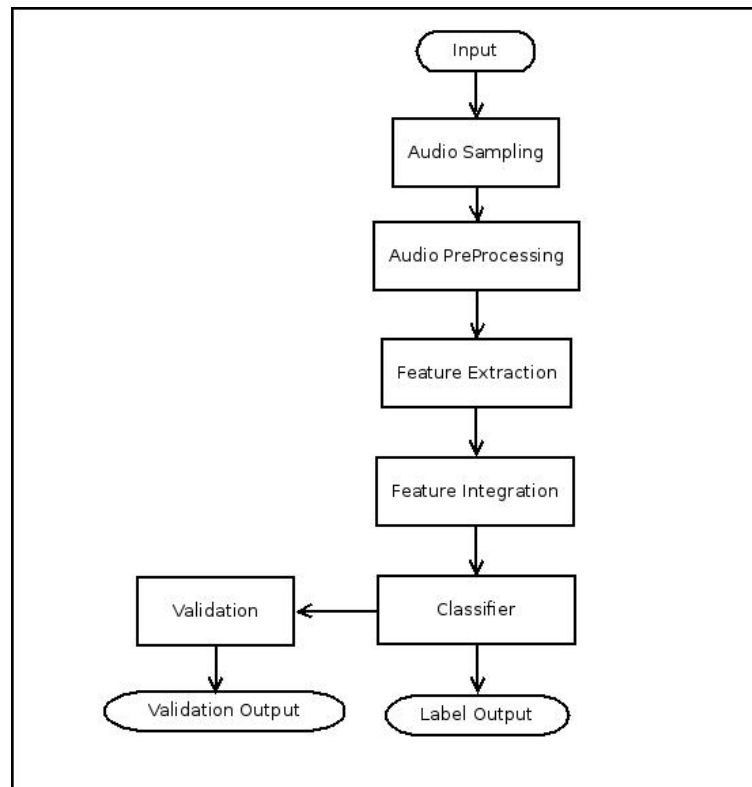 Input
Audio Sampling
Audio PreProcessing
Feature Extraction
Feature Integration
Validation
Classifier
Validation Output
Label Output